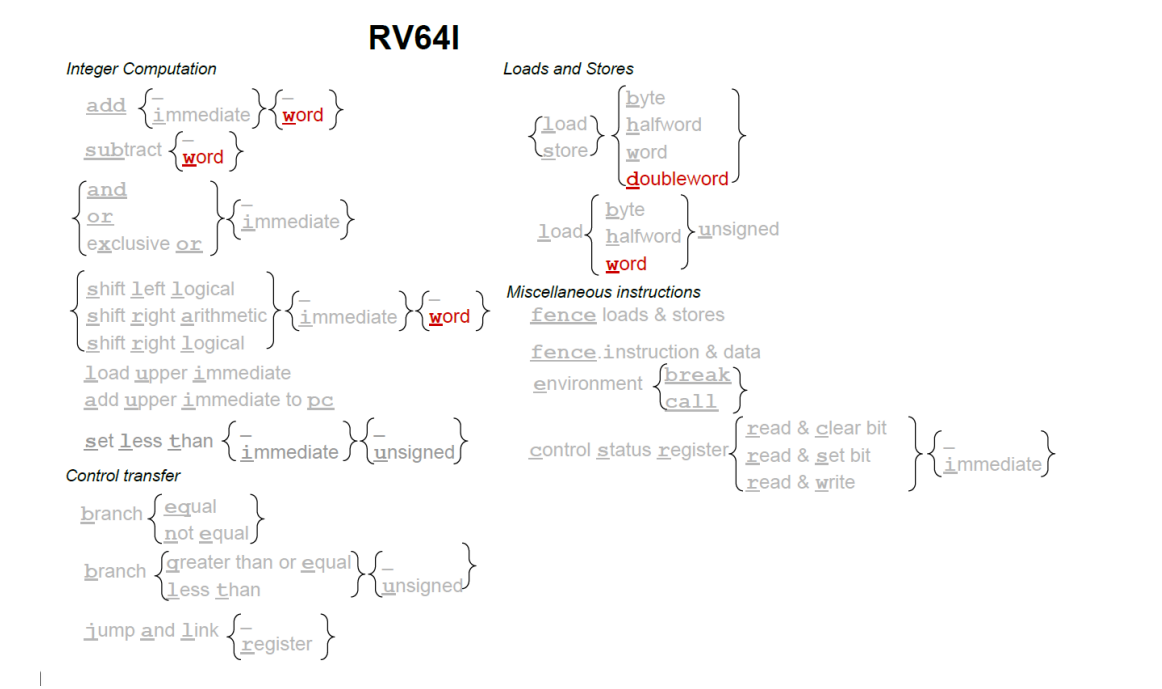 RV64I
Integer Computation
add { _ immediate } { _ word }
subtract { _ word }
{ and
or
exclusive or } { _ immediate }
{ shift left logical
shift right arithmetic
shift right logical } { _ immediate } { _ word }
load upper immediate
add upper immediate to pc
set less than { _ immediate } { _ unsigned }
Control transfer
branch { equal
not equal }
branch { greater than or equal
less than } { _ unsigned }
jump and link { _ register }
Loads and Stores
{ load
store } { byte
halfword
word
doubleword }
load { byte
halfword
word } unsigned
Miscellaneous instructions
fence loads & stores
fence.instruction & data
environment { break
call }
control status register { read & clear bit
read & set bit
read & write } { _ immediate }